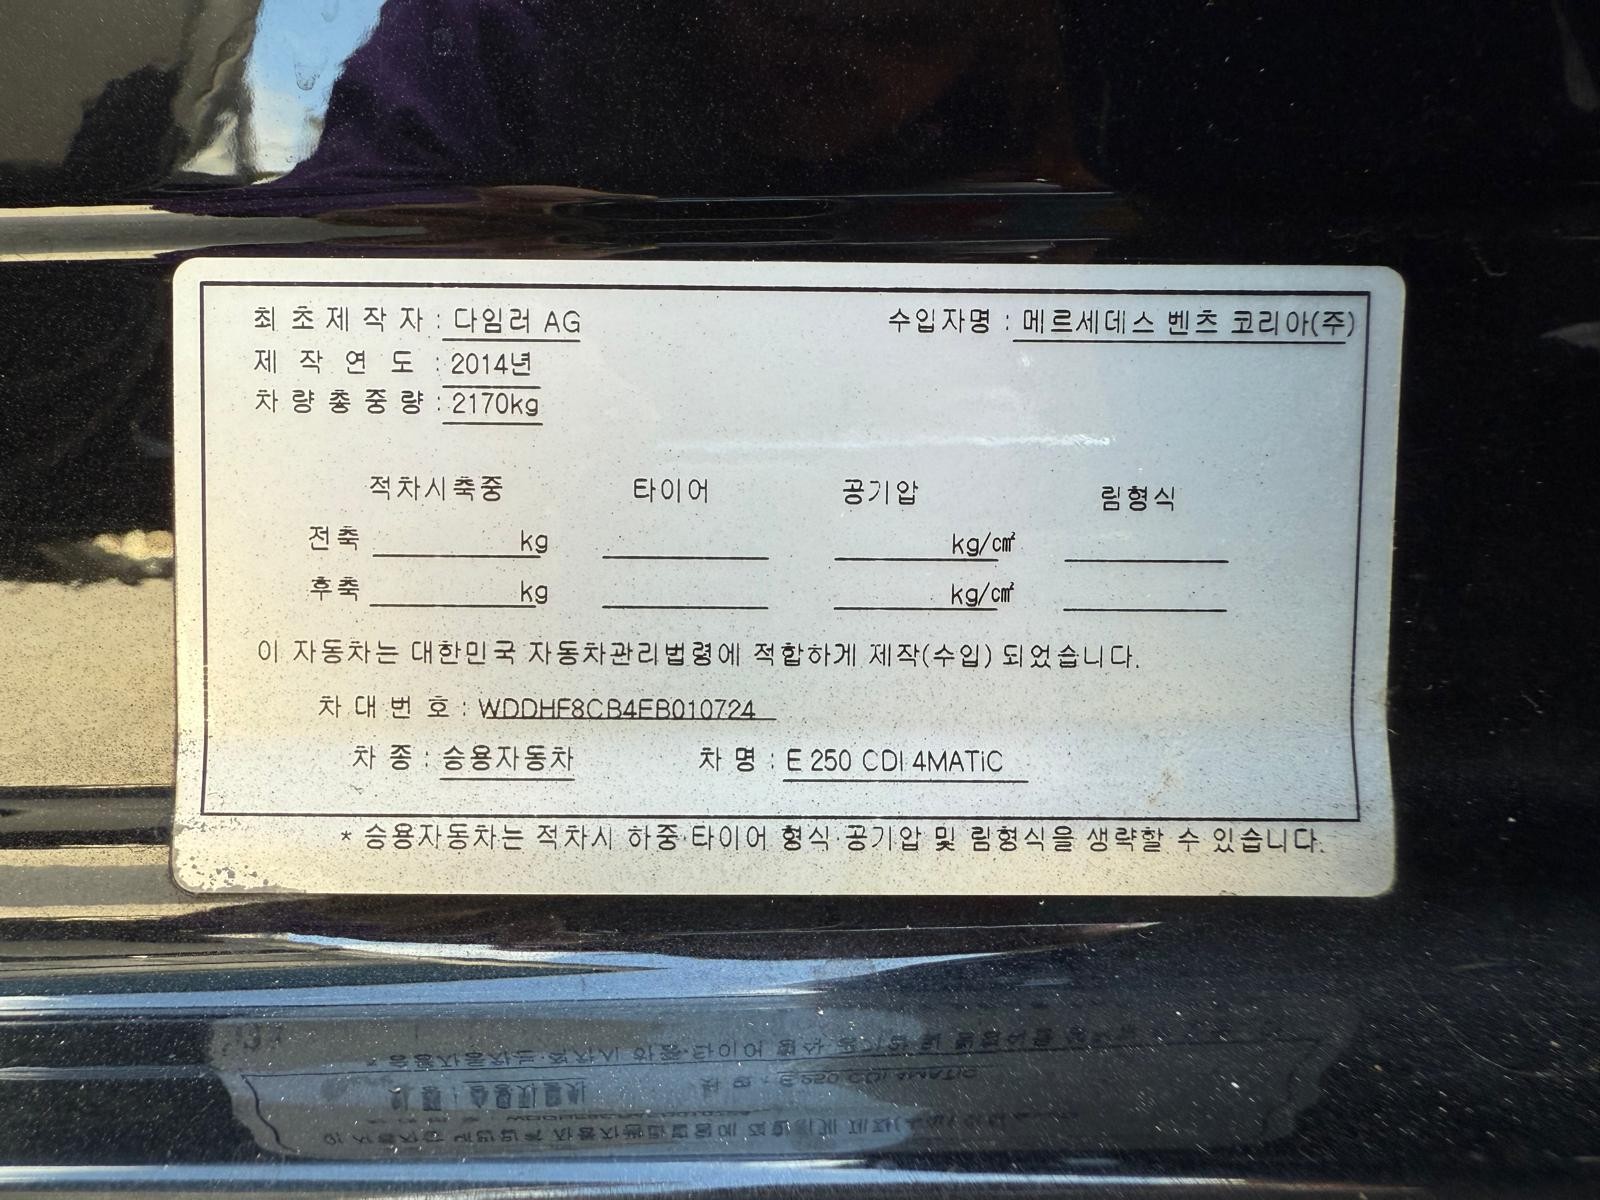 최초제작자 : 다임러 AG 수입자명 : 메르세데스 벤츠 코리아(주)
제작연도 : 2014년
차량총중량 : 2170kg
적차시축중 타이어 공기압 림형식
전축 kg kg/㎠
후축 kg kg/㎠
이 자동차는 대한민국 자동차관리법령에 적합하게 제작(수입) 되었습니다.
차대번호 : WDDHF8CB4EB010724
차종 : 승용자동차 차명 : E 250 CDI 4MATiC
* 승용자동차는 적차시 하중·타이어 형식·공기압 및 림형식을 생략할 수 있습니다.